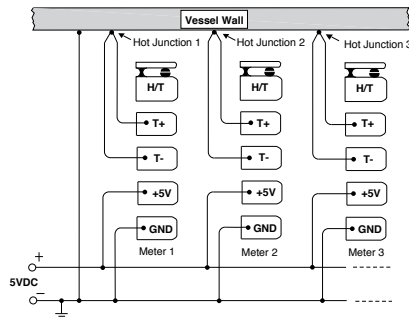 Vessel Wall
Hot Junction 1
Hot Junction 2
Hot Junction 3
H/T
H/T
H/T
T+
T+
T+
T-
T-
T-
+5V
+5V
+5V
GND
GND
GND
Meter 1
Meter 2
Meter 3
+
5VDC
−